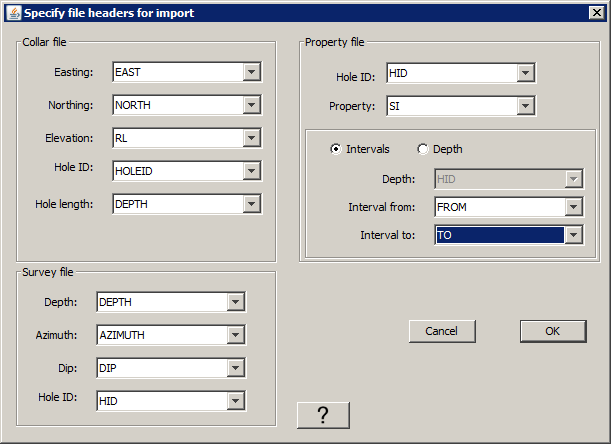 Specify file headers for import
Collar file
Easting: EAST
Northing: NORTH
Elevation: RL
Hole ID: HOLEID
Hole length: DEPTH
Survey file
Depth: DEPTH
Azimuth: AZIMUTH
Dip: DIP
Hole ID: HID
Property file
Hole ID: HID
Property: SI
Intervals Depth
Depth: HID
Interval from: FROM
Interval to: TO
Cancel OK
?